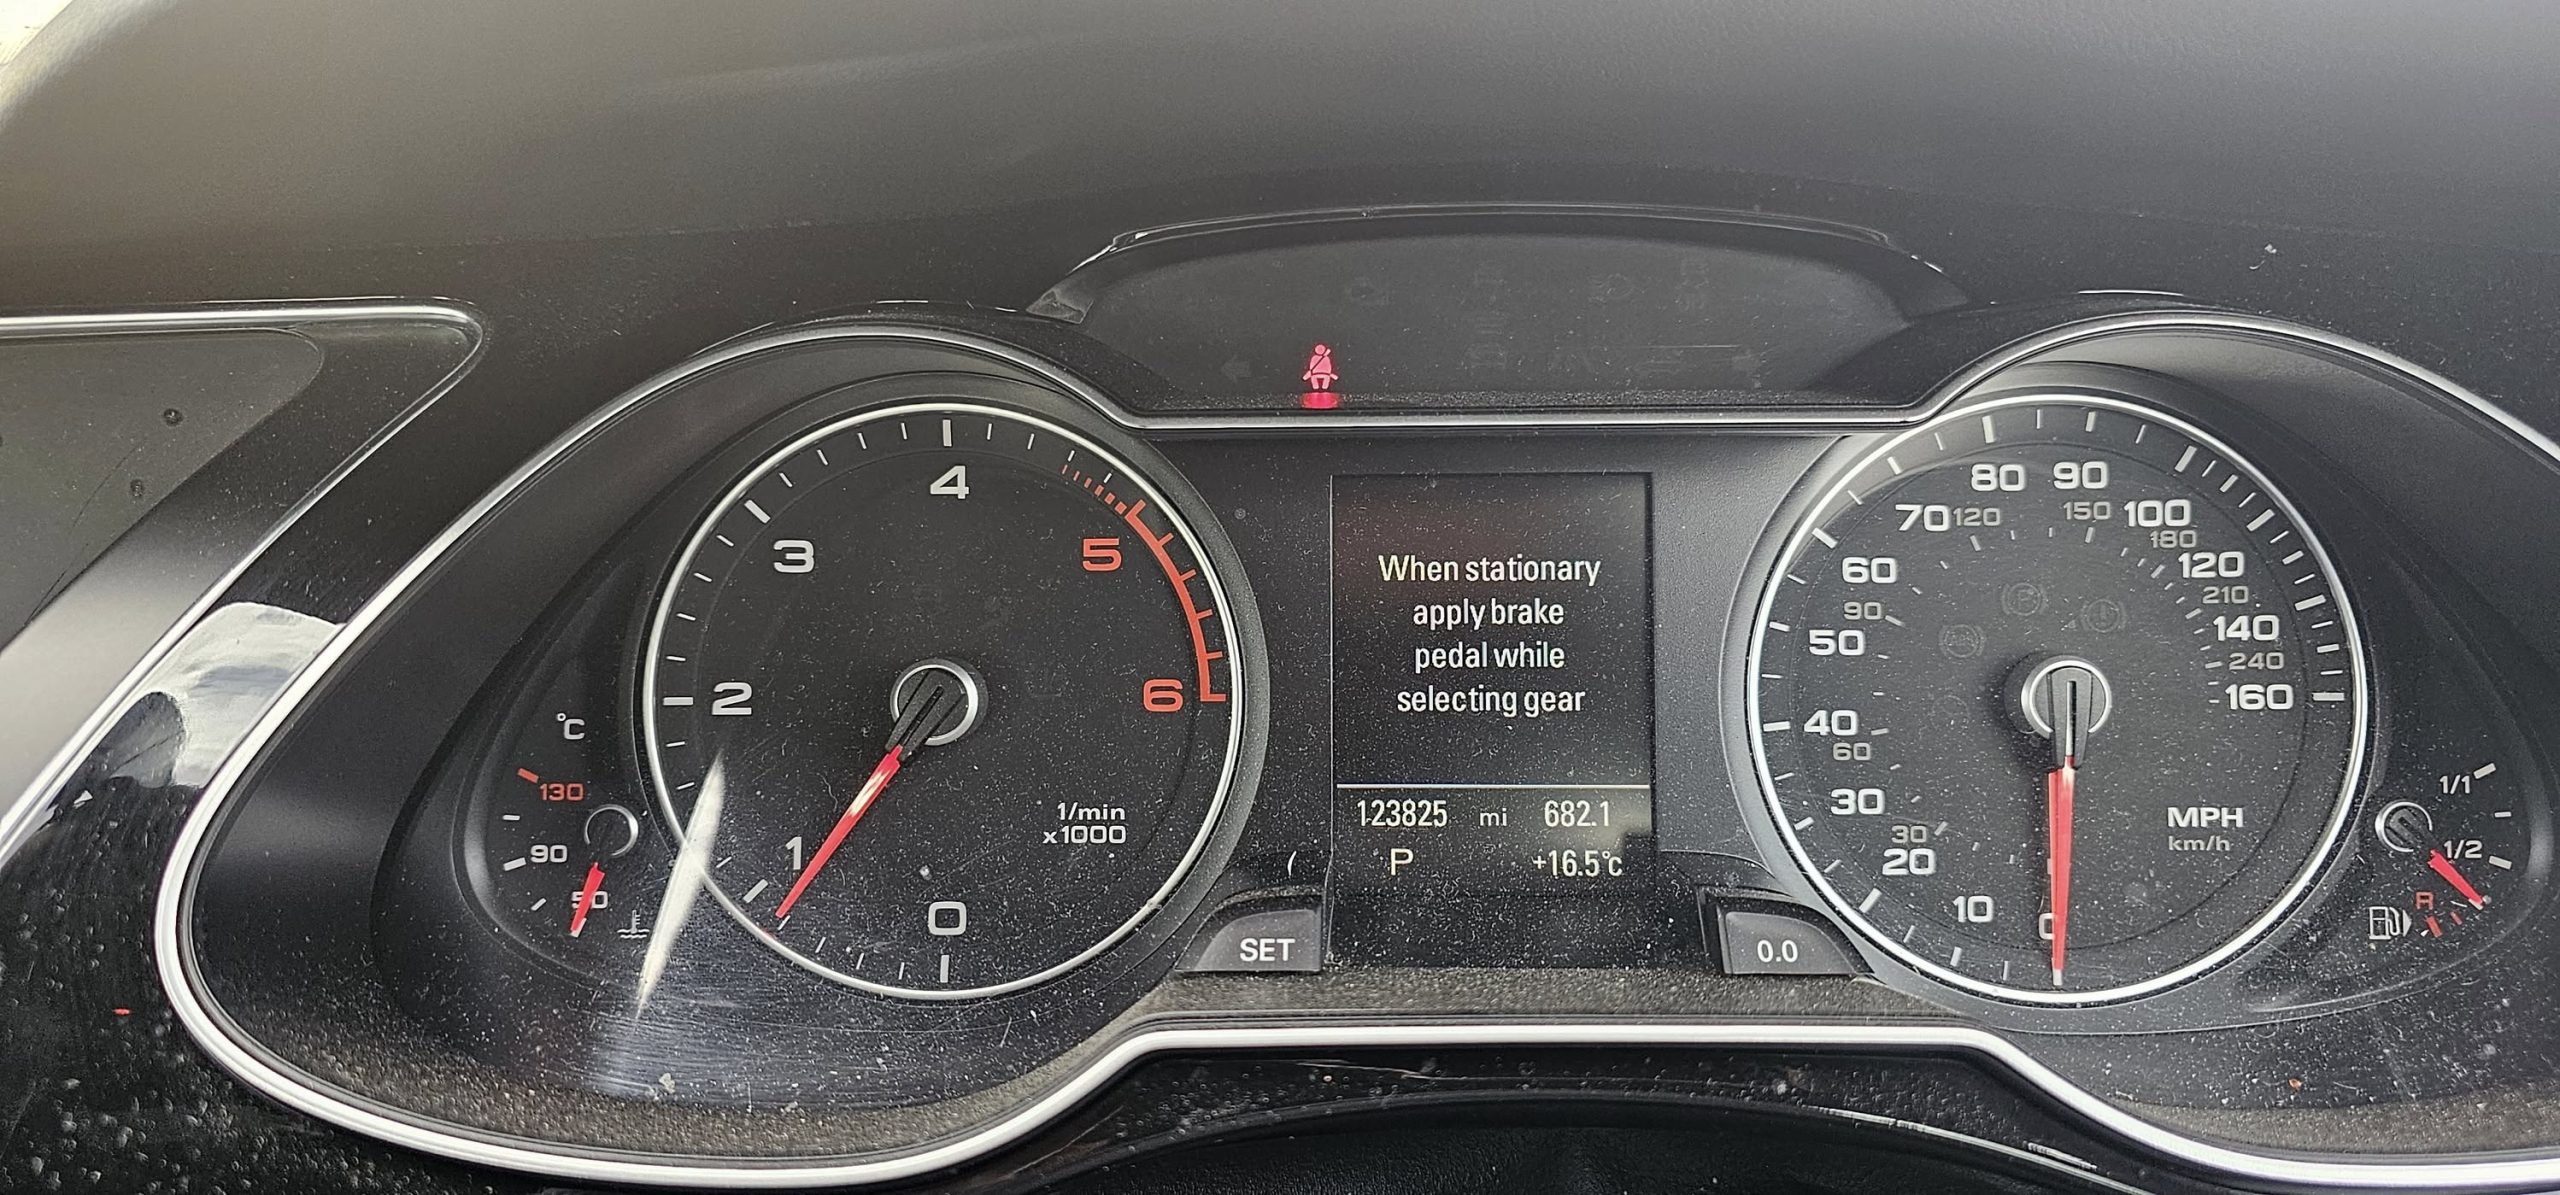 4
3
5
2
6
1
0
1/min
x1000
°C
130
90
50
When stationary
apply brake
pedal while
selecting gear
123825 mi 682.1
P +16.5°C
SET
0.0
80 90
70 120 150 100
180
60 120
90 210
50 140
240
40 160
60
30 MPH
30 km/h
20
10
0
1/1
1/2
R